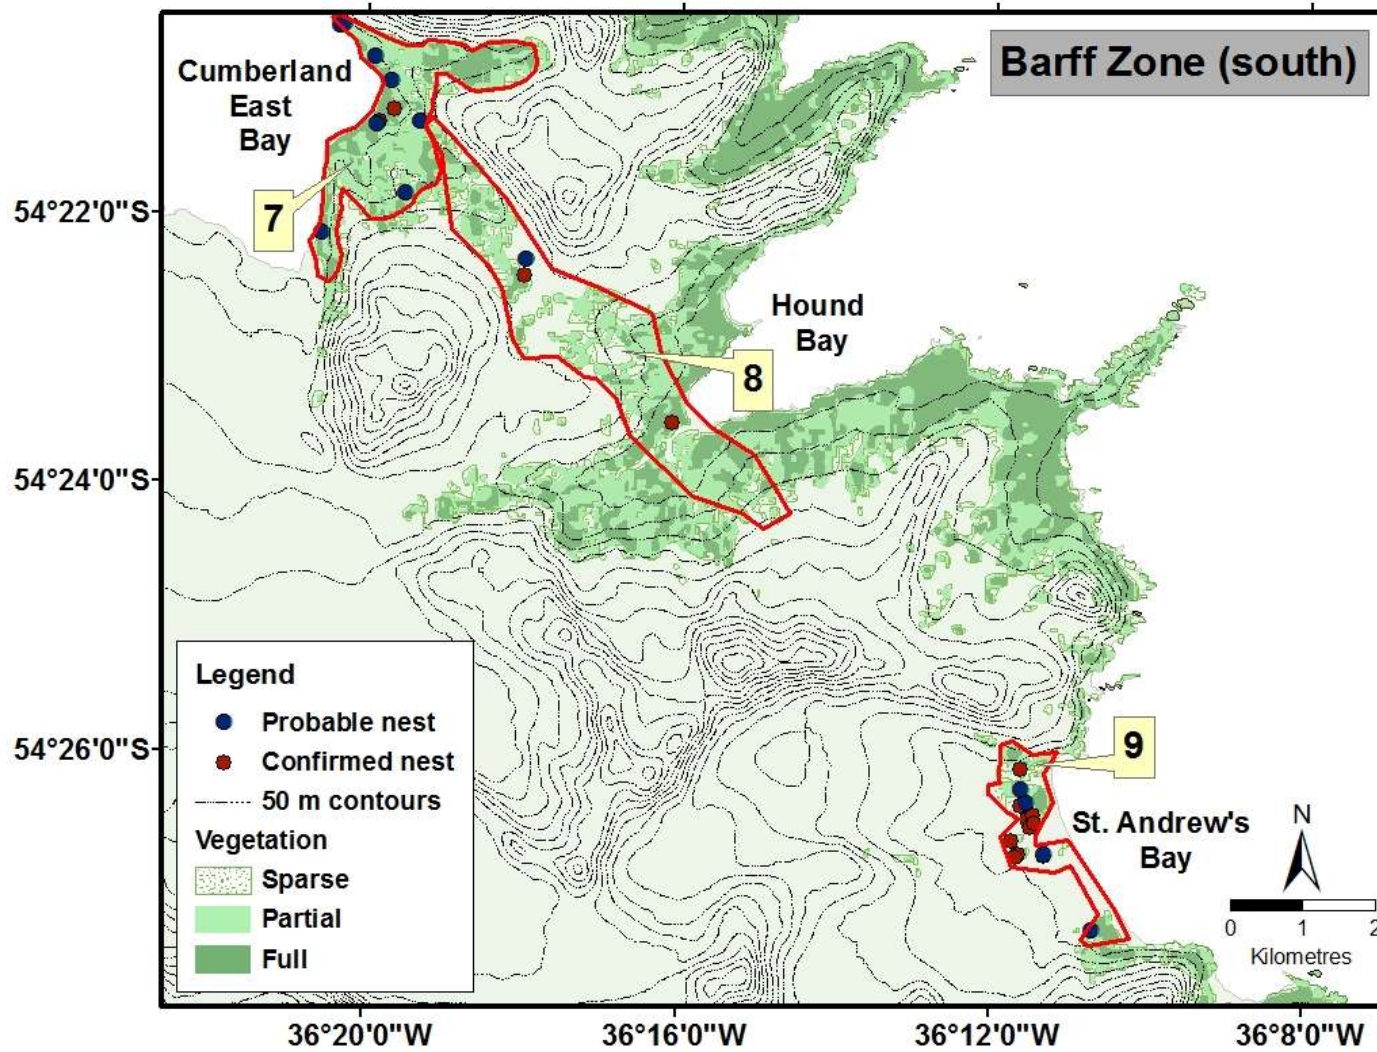 Barff Zone (south)
Cumberland
East
Bay
7
54°22'0"S
Hound
Bay
8
54°24'0"S
Legend
Probable nest
Confirmed nest
50 m contours
Vegetation
Sparse
Partial
Full
54°26'0"S
9
St. Andrew's
Bay
N
0 1 2
Kilometres
36°20'0"W 36°16'0"W 36°12'0"W 36°8'0"W